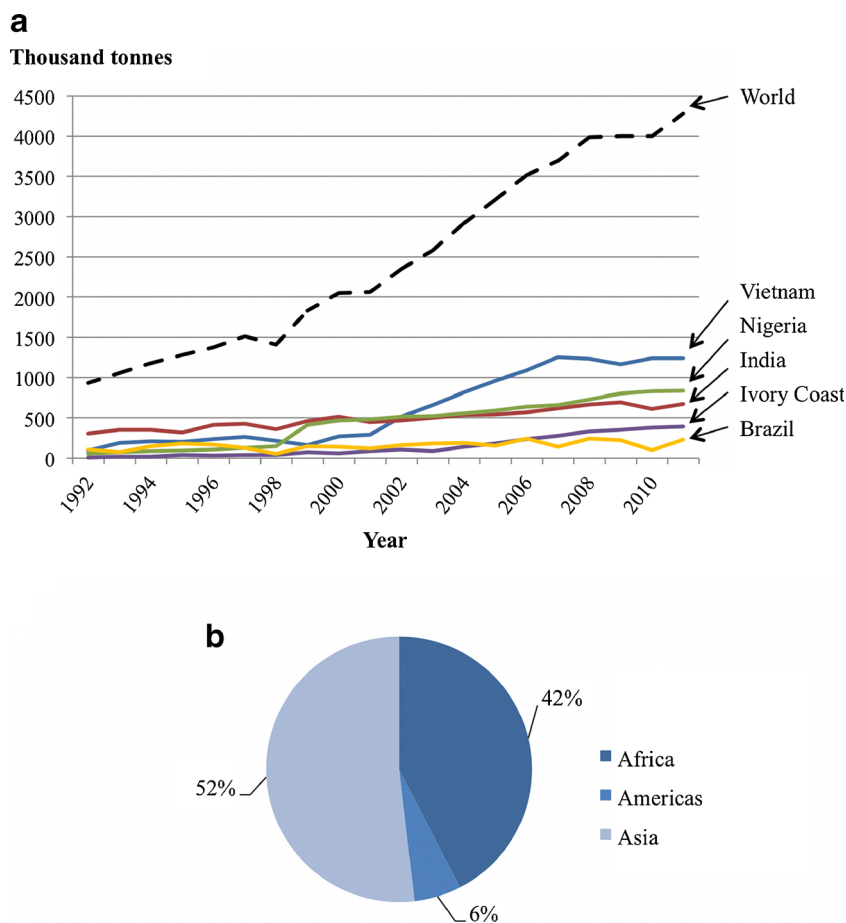 a
Thousand tonnes
4500
4000
3500
3000
2500
2000
1500
1000
500
0
World
Vietnam
Nigeria
India
Ivory Coast
Brazil
1992
1994
1996
1998
2000
2002
2004
2006
2008
2010
Year
b
42%
52%
6%
Africa
Americas
Asia